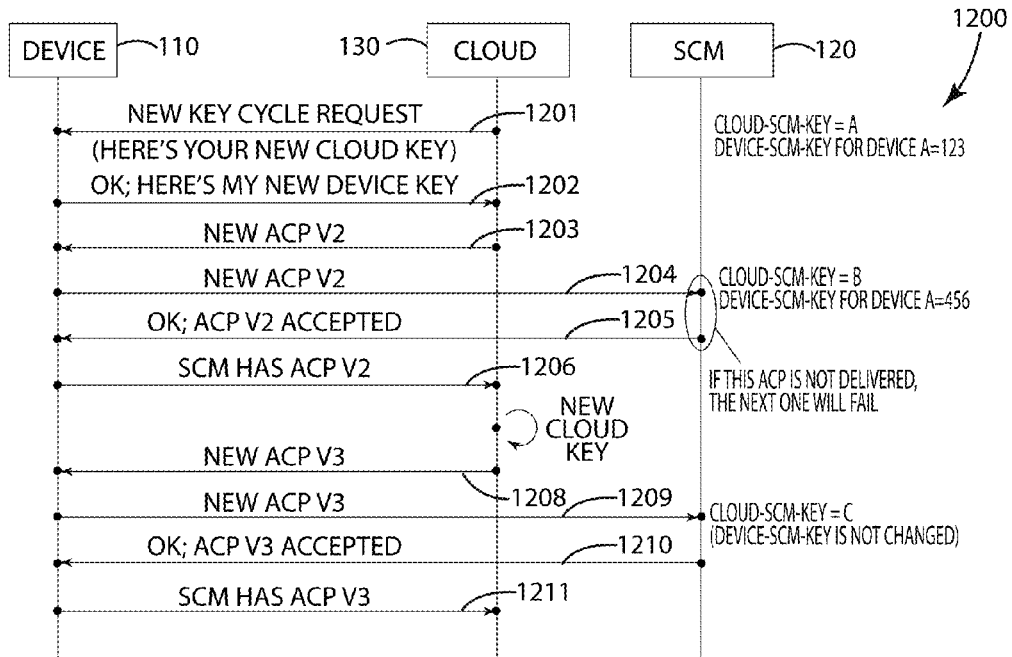 1200
DEVICE
110
130
CLOUD
SCM
120
NEW KEY CYCLE REQUEST
1201
(HERE'S YOUR NEW CLOUD KEY)
CLOUD-SCM-KEY = A
DEVICE-SCM-KEY FOR DEVICE A=123
OK; HERE'S MY NEW DEVICE KEY
1202
NEW ACP V2
1203
NEW ACP V2
1204
CLOUD-SCM-KEY = B
DEVICE-SCM-KEY FOR DEVICE A=456
OK; ACP V2 ACCEPTED
1205
SCM HAS ACP V2
1206
IF THIS ACP IS NOT DELIVERED,
THE NEXT ONE WILL FAIL
NEW
CLOUD
KEY
NEW ACP V3
1208
NEW ACP V3
1209
CLOUD-SCM-KEY = C
(DEVICE-SCM-KEY IS NOT CHANGED)
OK; ACP V3 ACCEPTED
1210
SCM HAS ACP V3
1211